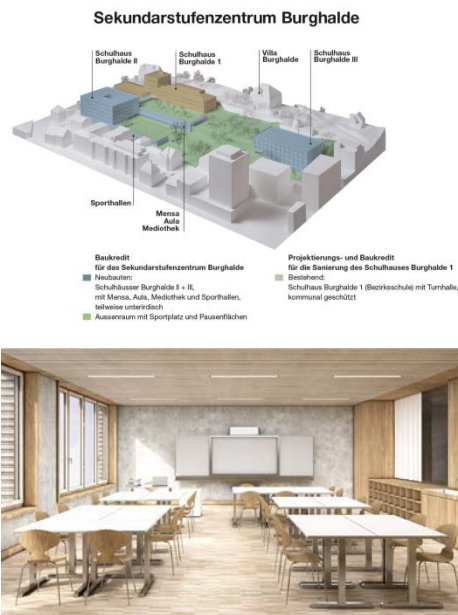 Sekundarstufenzentrum Burghalde
Schulhaus
Burghalde II
Schulhaus
Burghalde 1
Villa
Burghalde
Schulhaus
Burghalde III
Sporthallen
Mensa
Aula
Mediothek
Baukredit
für das Sekundarstufenzentrum Burghalde
Neubauten:
Schulhäuser Burghalde II + III,
mit Mensa, Aula, Mediothek und Sporthallen,
teilweise unterirdisch
Aussenraum mit Sportplatz und Pausenflächen
Projektierungs- und Baukredit
für die Sanierung des Schulhauses Burghalde 1
Bestehend:
Schulhaus Burghalde 1 (Bezirksschule) mit Turnhalle,
kommunal geschützt